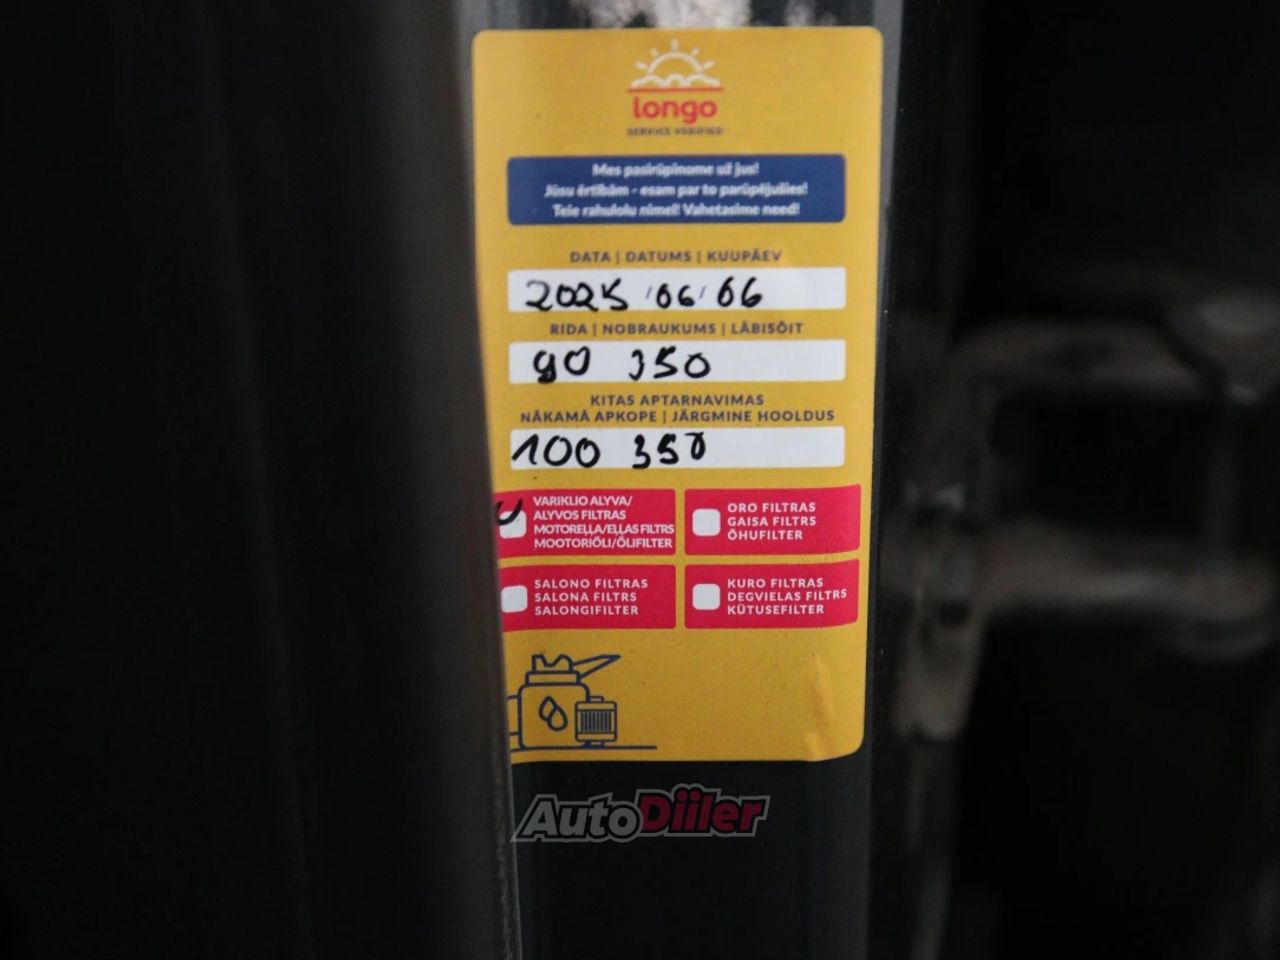 longo
SERVICE VERIFIED
Mes pasirūpinome už jus!
Jūsu ērtībām - esam par to parūpējušies!
Teie rahulolu nimel! Vahetasime need!
DATA | DATUMS | KUUPÄEV
2025/06/06
RIDA | NOBRAUKUMS | LÄBISÕIT
90 350
KITAS APTARNAVIMAS
NĀKAMĀ APKOPE | JÄRGMINE HOOLDUS
100 350
VARIKLIO ALYVA/
ALYVOS FILTRAS
MOTOREĻĻA/EĻĻAS FILTRS
MOOTORIÕLI/ÕLIFILTER
ORO FILTRAS
GAISA FILTRS
ÕHUFILTER
SALONO FILTRAS
SALONA FILTRS
SALONGIFILTER
KURO FILTRAS
DEGVIELAS FILTRS
KÜTUSEFILTER
AutoDiiler